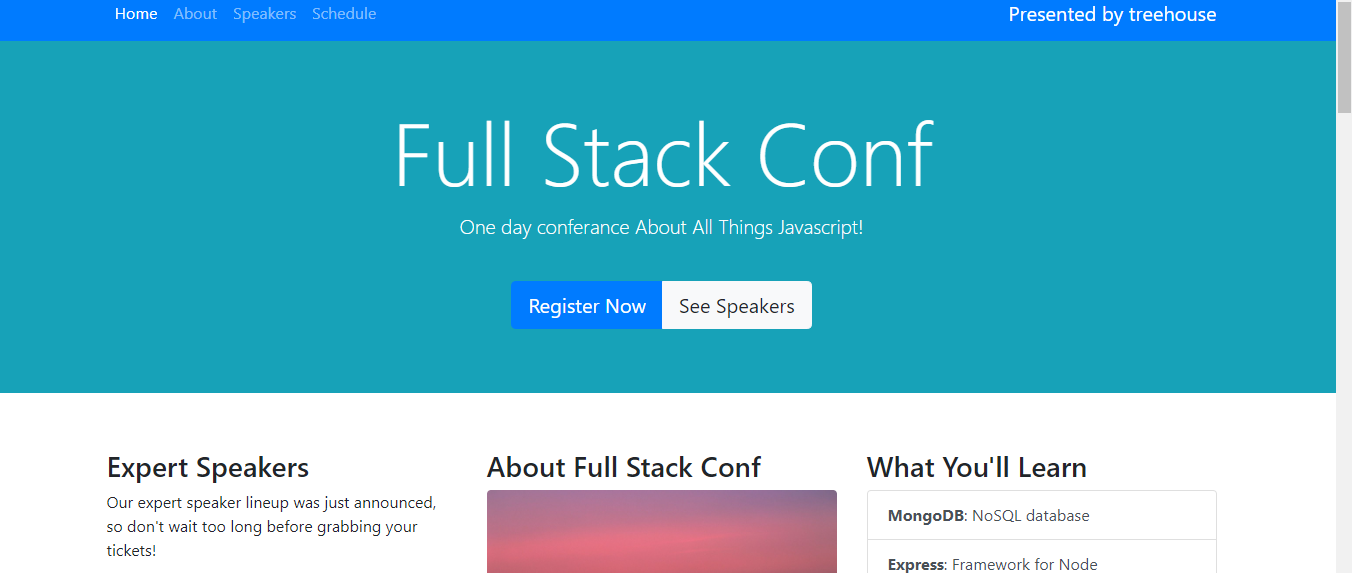 Home About Speakers Schedule Presented by treehouse
Full Stack Conf
One day conferance About All Things Javascript!
Register Now See Speakers
Expert Speakers
Our expert speaker lineup was just announced,
so don't wait too long before grabbing your
tickets!
About Full Stack Conf
What You'll Learn
MongoDB: NoSQL database
Express: Framework for Node